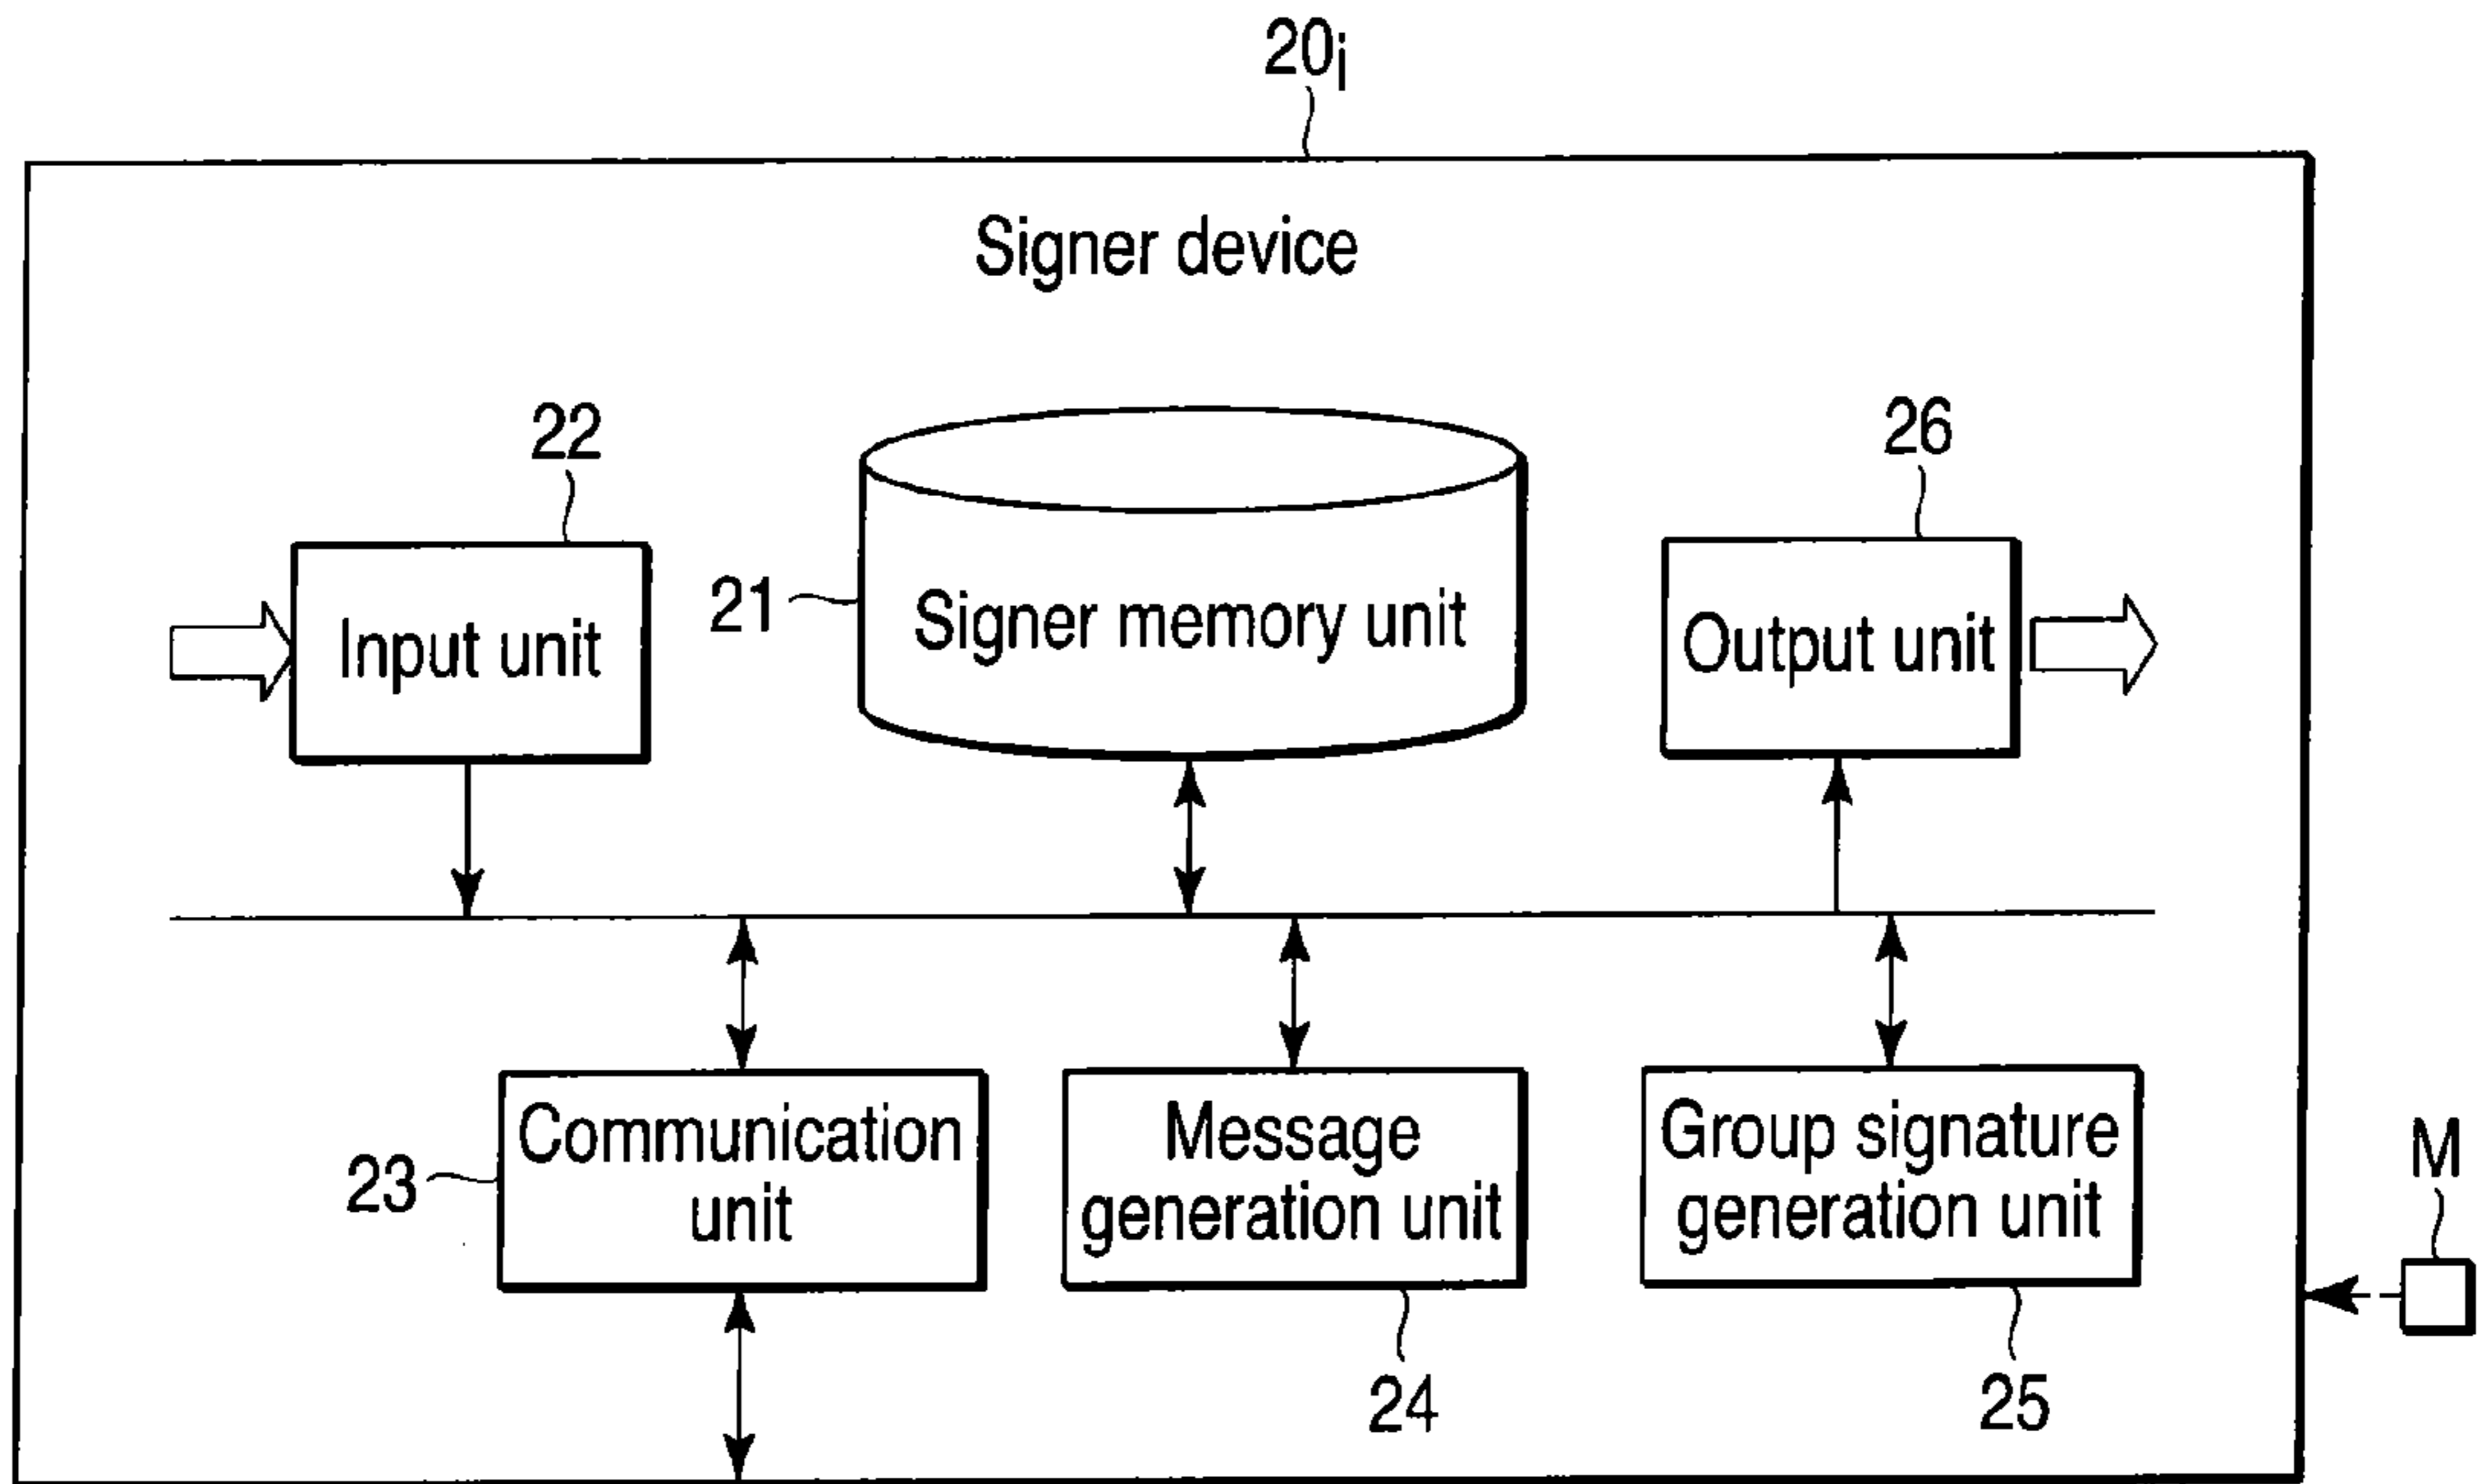 20i
Signer device
22
26
21
Signer memory unit
Input unit
Output unit
Communication
unit
Message
generation unit
Group signature
generation unit
23
M
24
25